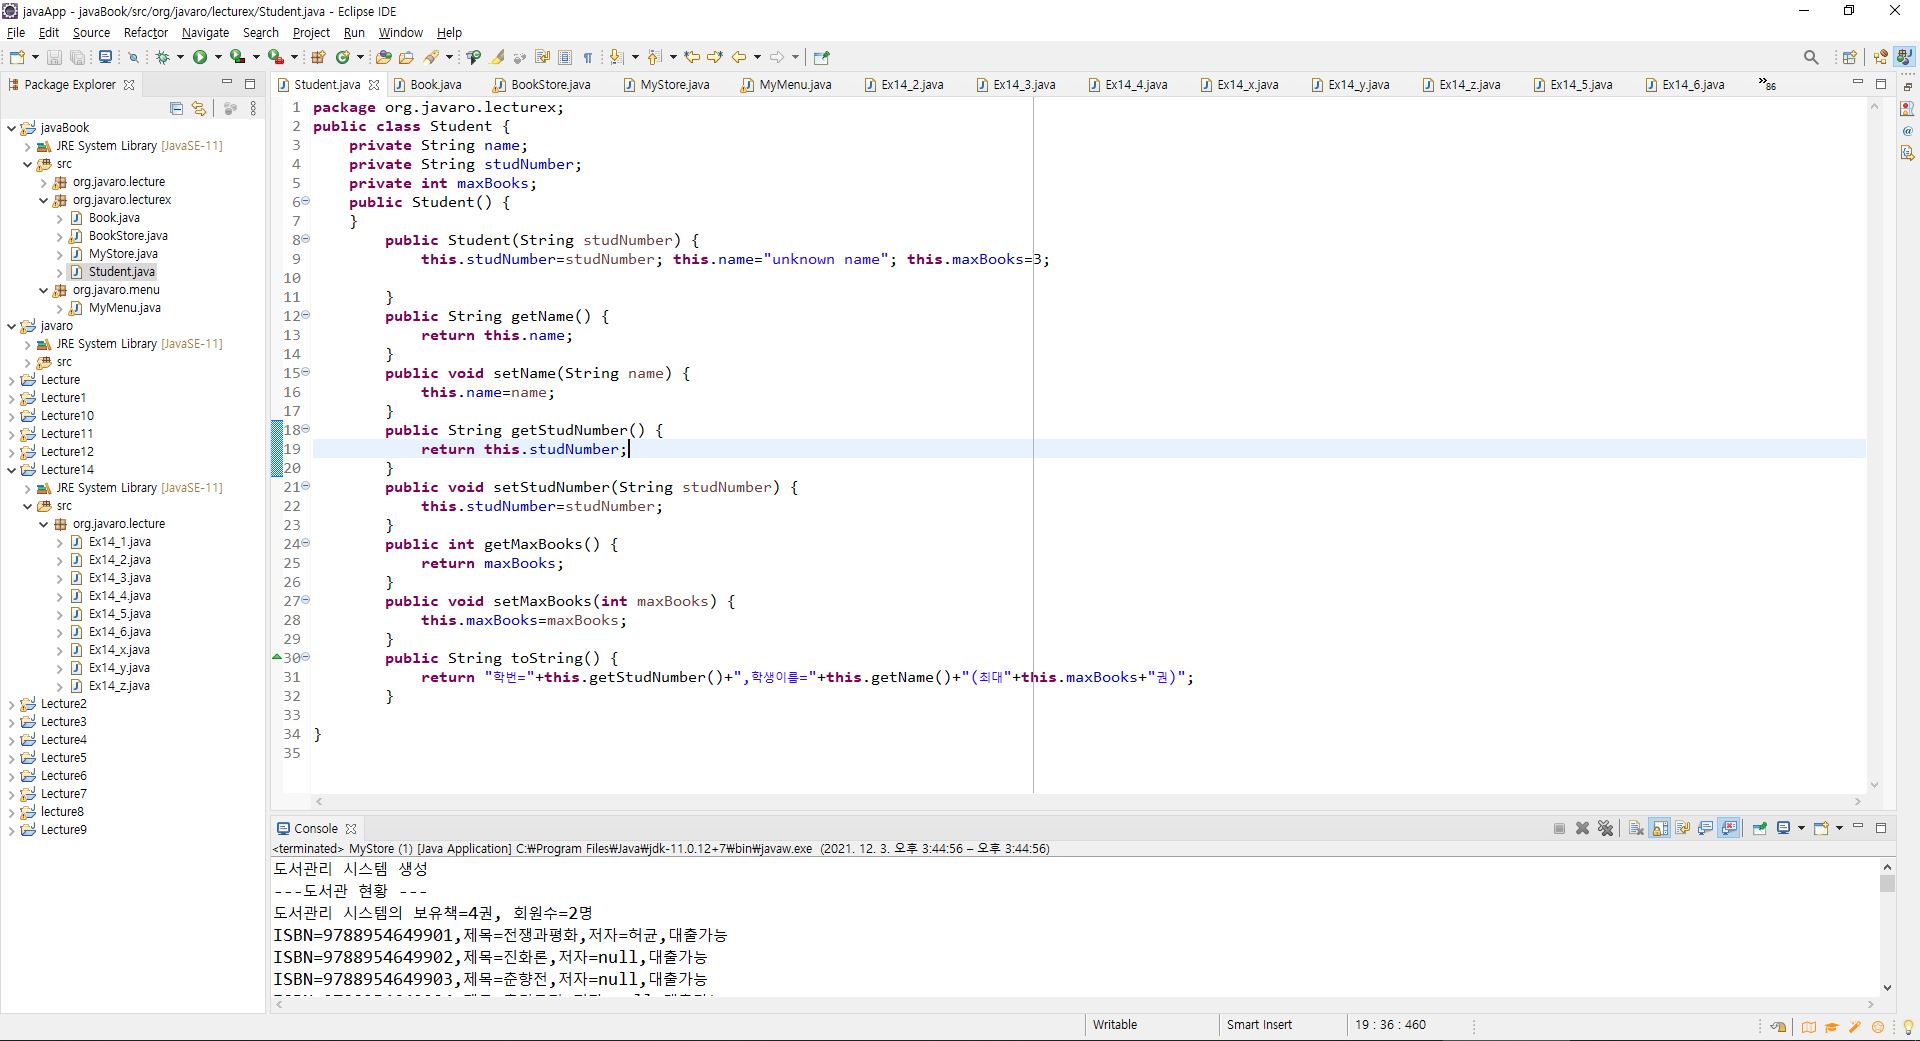 javaApp - javaBook/src/org/javaro/lecturex/Student.java - Eclipse IDE
File Edit Source Refactor Navigate Search Project Run Window Help
Package Explorer
Student.java Book.java BookStore.java MyStore.java MyMenu.java Ex14_2.java Ex14_3.java Ex14_4.java Ex14_x.java Ex14_y.java Ex14_z.java Ex14_5.java Ex14_6.java »86
javaBook
JRE System Library [JavaSE-11]
src
org.javaro.lecture
org.javaro.lecturex
Book.java
BookStore.java
MyStore.java
Student.java
org.javaro.menu
MyMenu.java
javaro
JRE System Library [JavaSE-11]
src
Lecture
Lecture1
Lecture10
Lecture11
Lecture12
Lecture14
JRE System Library [JavaSE-11]
src
org.javaro.lecture
Ex14_1.java
Ex14_2.java
Ex14_3.java
Ex14_4.java
Ex14_5.java
Ex14_6.java
Ex14_x.java
Ex14_y.java
Ex14_z.java
Lecture2
Lecture3
Lecture4
Lecture5
Lecture6
Lecture7
lecture8
Lecture9
1 package org.javaro.lecturex;
2 public class Student {
3 private String name;
4 private String studNumber;
5 private int maxBooks;
6 public Student() {
7 }
8 public Student(String studNumber) {
9 this.studNumber=studNumber; this.name="unknown name"; this.maxBooks=3;
10
11 }
12 public String getName() {
13 return this.name;
14 }
15 public void setName(String name) {
16 this.name=name;
17 }
18 public String getStudNumber() {
19 return this.studNumber;
20 }
21 public void setStudNumber(String studNumber) {
22 this.studNumber=studNumber;
23 }
24 public int getMaxBooks() {
25 return maxBooks;
26 }
27 public void setMaxBooks(int maxBooks) {
28 this.maxBooks=maxBooks;
29 }
30 public String toString() {
31 return "학번="+this.getStudNumber()+",학생이름="+this.getName()+"(최대"+this.maxBooks+"권)";
32 }
33
34 }
35
Console
<terminated> MyStore (1) [Java Application] C:₩Program Files₩Java₩jdk-11.0.12+7₩bin₩javaw.exe (2021. 12. 3. 오후 3:44:56 – 오후 3:44:56)
도서관리 시스템 생성
---도서관 현황 ---
도서관리 시스템의 보유책=4권, 회원수=2명
ISBN=9788954649901,제목=전쟁과평화,저자=허균,대출가능
ISBN=9788954649902,제목=진화론,저자=null,대출가능
ISBN=9788954649903,제목=춘향전,저자=null,대출가능
Writable Smart Insert 19 : 36 : 460